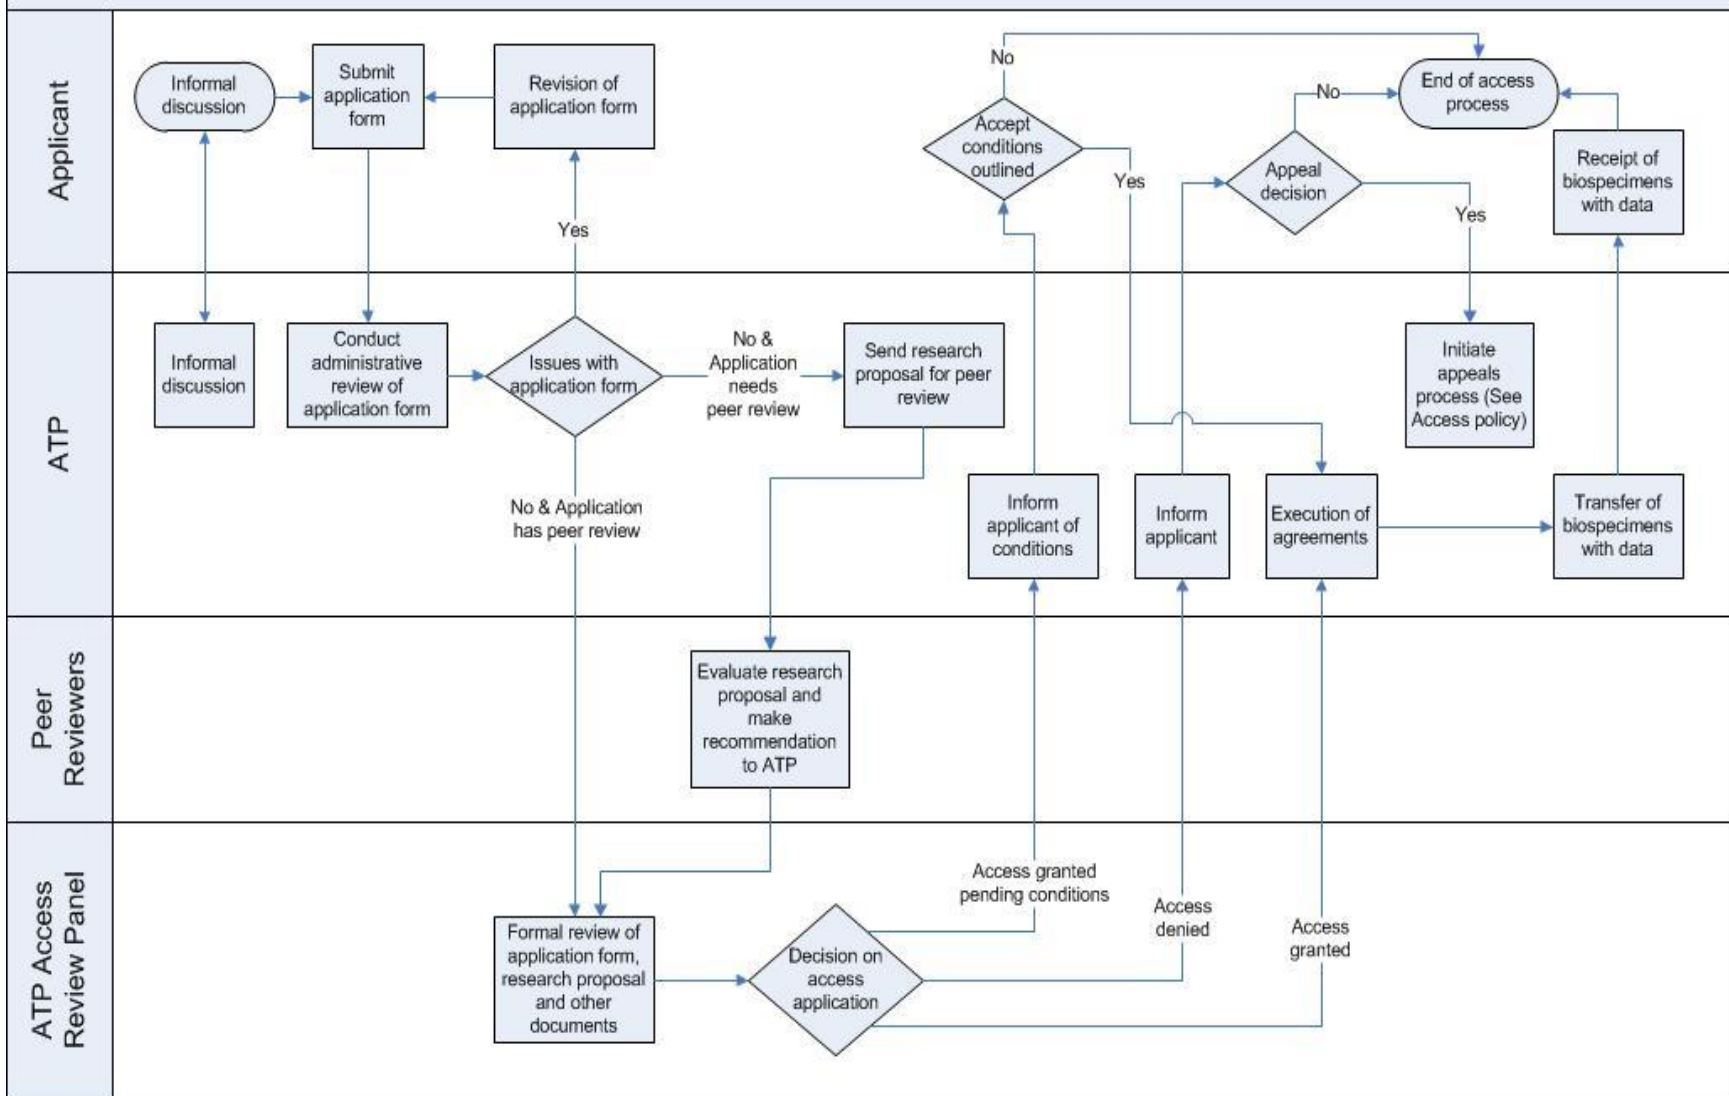 Applicant
Informal
discussion
Submit
application
form
Revision of
application form
Yes
No
Accept
conditions
outlined
Yes
No
Appeal
decision
Yes
End of access
process
Receipt of
biospecimens
with data
ATP
Informal
discussion
Conduct
administrative
review of
application form
Issues with
application form
No &
Application
needs
peer review
Send research
proposal for peer
review
No & Application
has peer review
Inform
applicant of
conditions
Inform
applicant
Execution of
agreements
Initiate
appeals
process (See
Access policy)
Transfer of
biospecimens
with data
Peer
Reviewers
Evaluate research
proposal and
make
recommendation
to ATP
ATP Access
Review Panel
Formal review of
application form,
research proposal
and other
documents
Decision on
access
application
Access granted
pending conditions
Access
denied
Access
granted